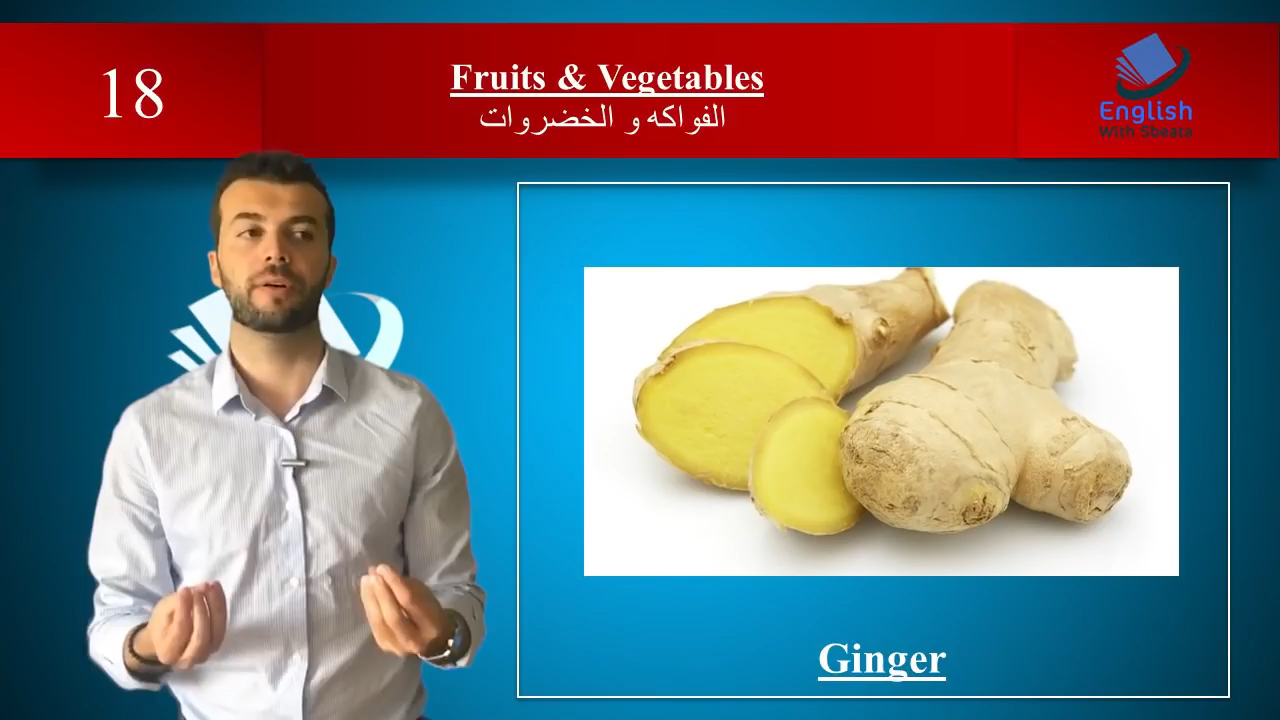 18
Fruits & Vegetables
الفواكه و الخضروات
English
With Sbeata
Ginger